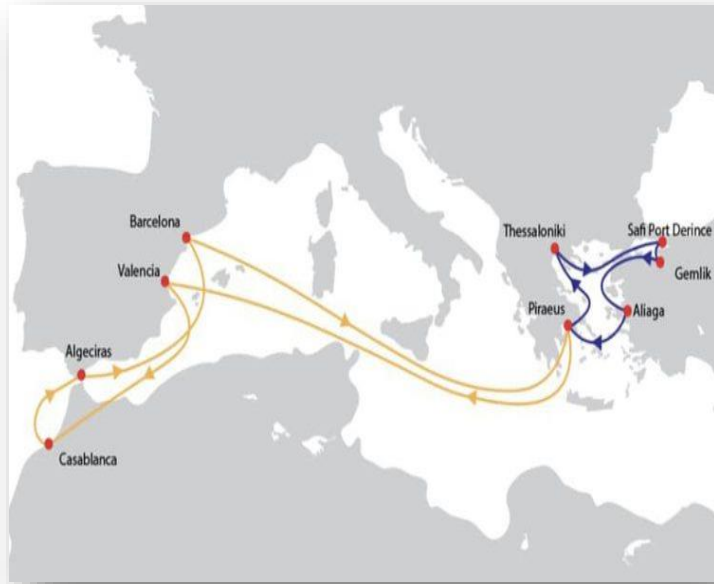 Barcelona
Valencia
Algeciras
Casablanca
Thessaloniki
Safi Port Derince
Gemlik
Piraeus
Aliaga